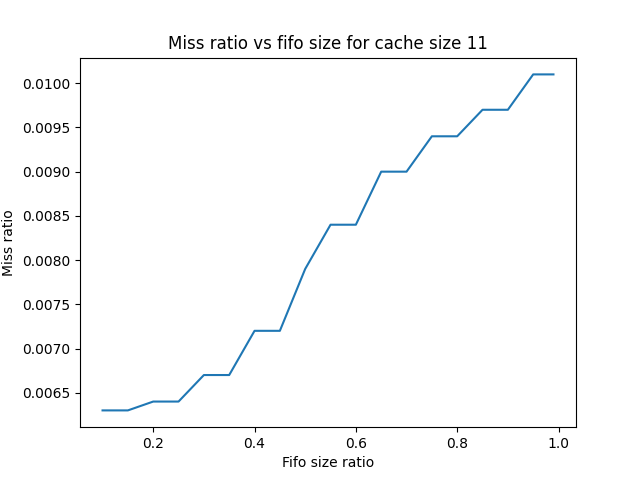 Miss ratio vs fifo size for cache size 11
0.0100
0.0095
0.0090
0.0085
0.0080
0.0075
0.0070
0.0065
Miss ratio
0.2 0.4 0.6 0.8 1.0
Fifo size ratio